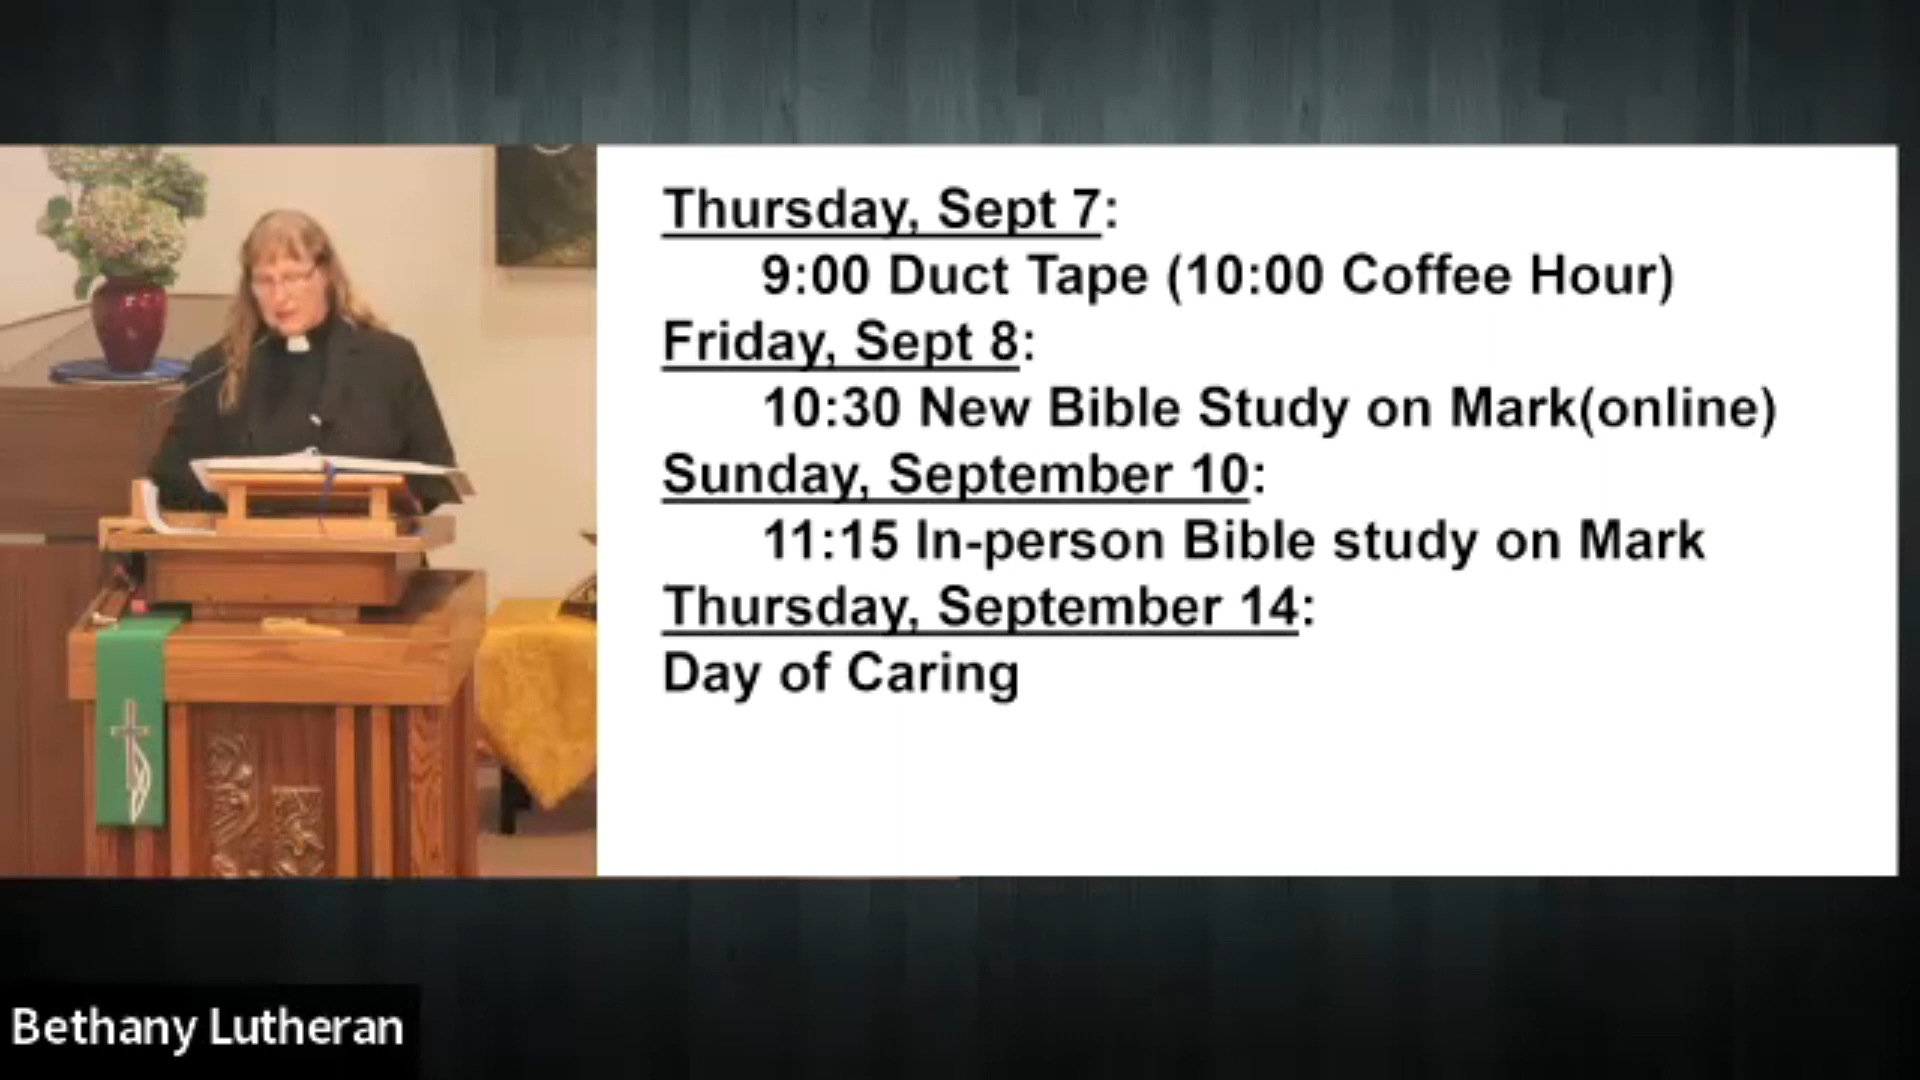 Thursday, Sept 7:
9:00 Duct Tape (10:00 Coffee Hour)
Friday, Sept 8:
10:30 New Bible Study on Mark(online)
Sunday, September 10:
11:15 In-person Bible study on Mark
Thursday, September 14:
Day of Caring
Bethany Lutheran